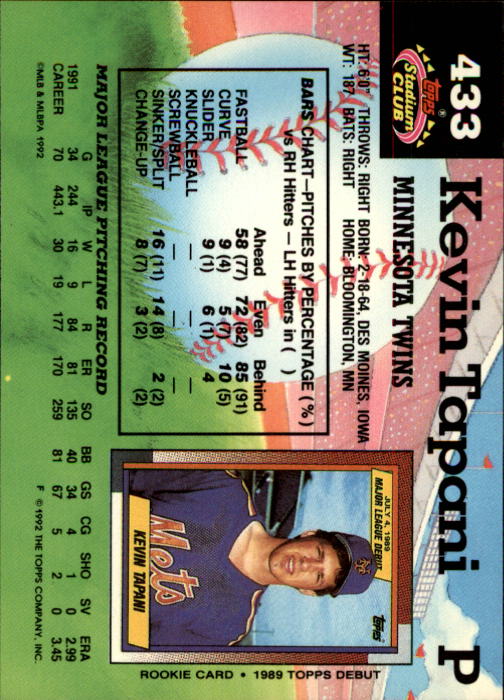 433
Topps
Stadium
CLUB
®
Kevin Tapani P
MINNESOTA TWINS
HT: 6'0" THROWS: RIGHT BORN: 2-18-64, DES MOINES, IOWA
WT: 187 BATS: RIGHT HOME: BLOOMINGTON, MN
BARS CHART—PITCHES BY PERCENTAGE (%)
vs RH Hitters — LH Hitters in ( )
Ahead Even Behind
FASTBALL 58 (77) 72 (82) 85 (91)
CURVE 9 (4) 5 (7) 10 (5)
SLIDER 9 (1) 6 (1) 4
KNUCKLEBALL — — —
SCREWBALL — — —
SINKER/SPLIT 16 (11) 14 (8) 2 (2)
CHANGE-UP 8 (7) 3 (2) (2)
JULY 4, 1989
MAJOR LEAGUE DEBUT
Topps
Mets
KEVIN TAPANI
ROOKIE CARD • 1989 TOPPS DEBUT
MAJOR LEAGUE PITCHING RECORD
G IP W L R ER SO BB GS CG SHO SV ERA
1991 34 244 16 9 84 81 135 40 34 4 1 0 2.99
CAREER 70 443.1 30 19 177 170 259 81 67 5 2 0 3.45
©MLB & MLBPA 1992 F © 1992 THE TOPPS COMPANY, INC.